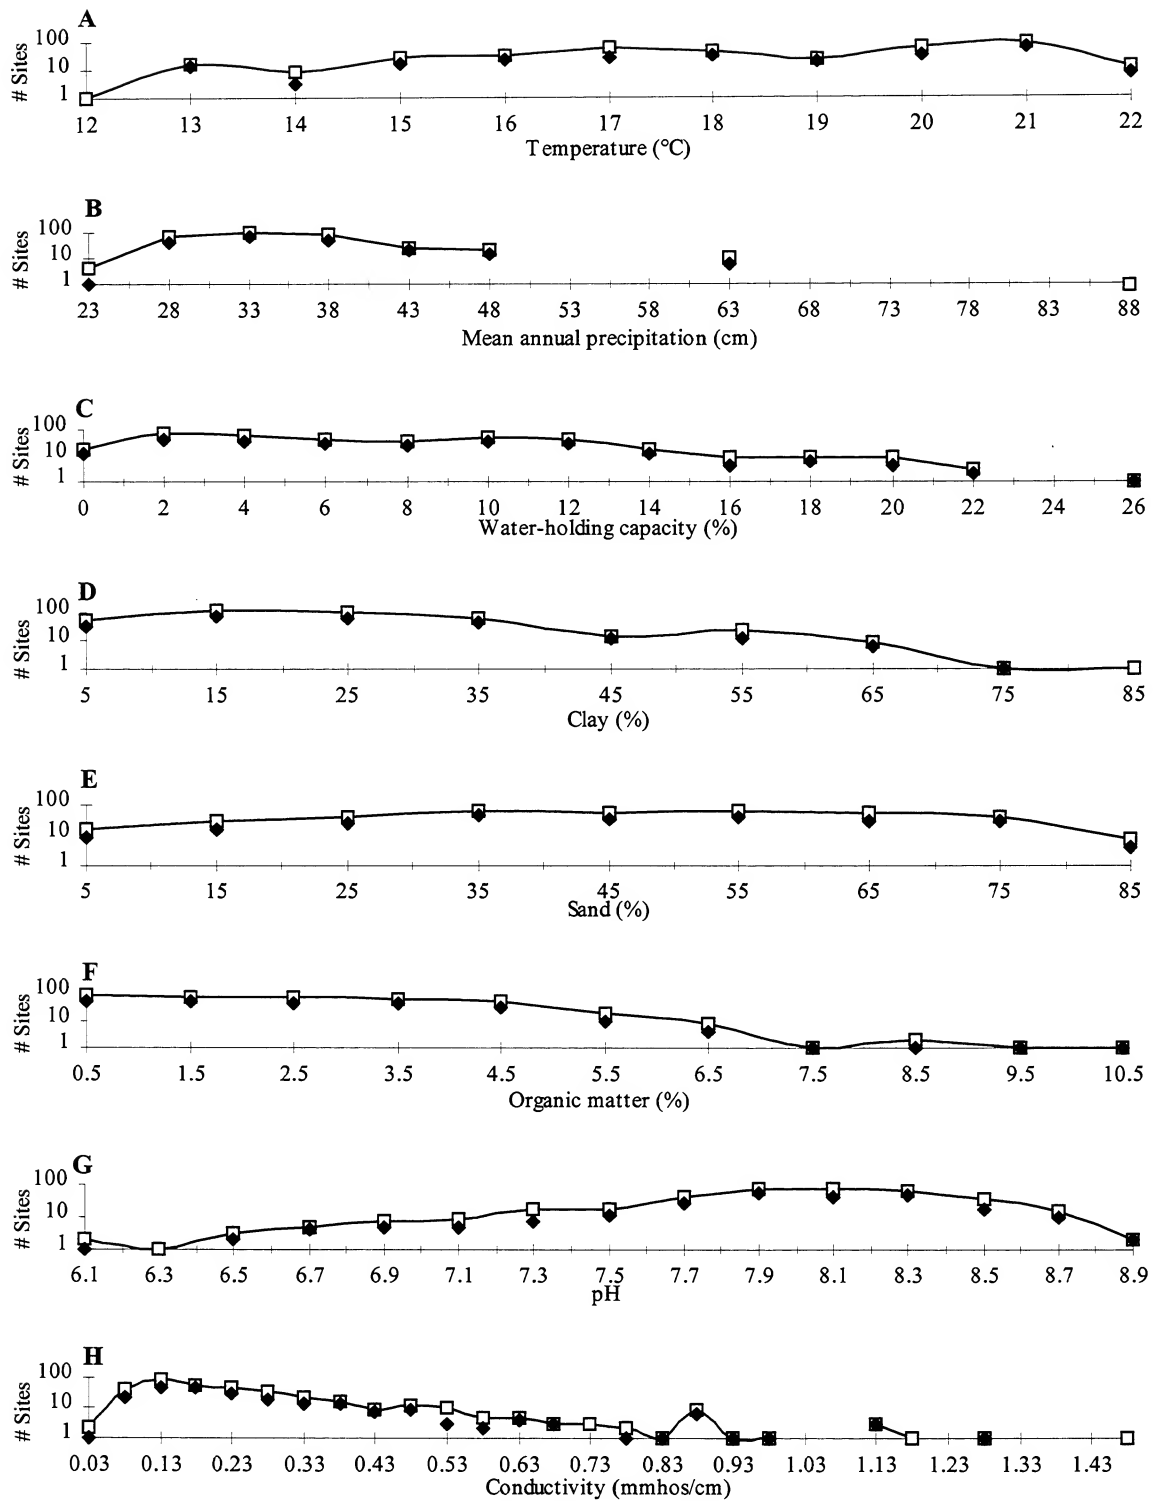 A
# Sites
100
10
1
12 13 14 15 16 17 18 19 20 21 22
Temperature (°C)
B
# Sites
100
10
1
23 28 33 38 43 48 53 58 63 68 73 78 83 88
Mean annual precipitation (cm)
C
# Sites
100
10
1
0 2 4 6 8 10 12 14 16 18 20 22 24 26
Water-holding capacity (%)
D
# Sites
100
10
1
5 15 25 35 45 55 65 75 85
Clay (%)
E
# Sites
100
10
1
5 15 25 35 45 55 65 75 85
Sand (%)
F
# Sites
100
10
1
0.5 1.5 2.5 3.5 4.5 5.5 6.5 7.5 8.5 9.5 10.5
Organic matter (%)
G
# Sites
100
10
1
6.1 6.3 6.5 6.7 6.9 7.1 7.3 7.5 7.7 7.9 8.1 8.3 8.5 8.7 8.9
pH
H
# Sites
100
10
1
0.03 0.13 0.23 0.33 0.43 0.53 0.63 0.73 0.83 0.93 1.03 1.13 1.23 1.33 1.43
Conductivity (mmhos/cm)